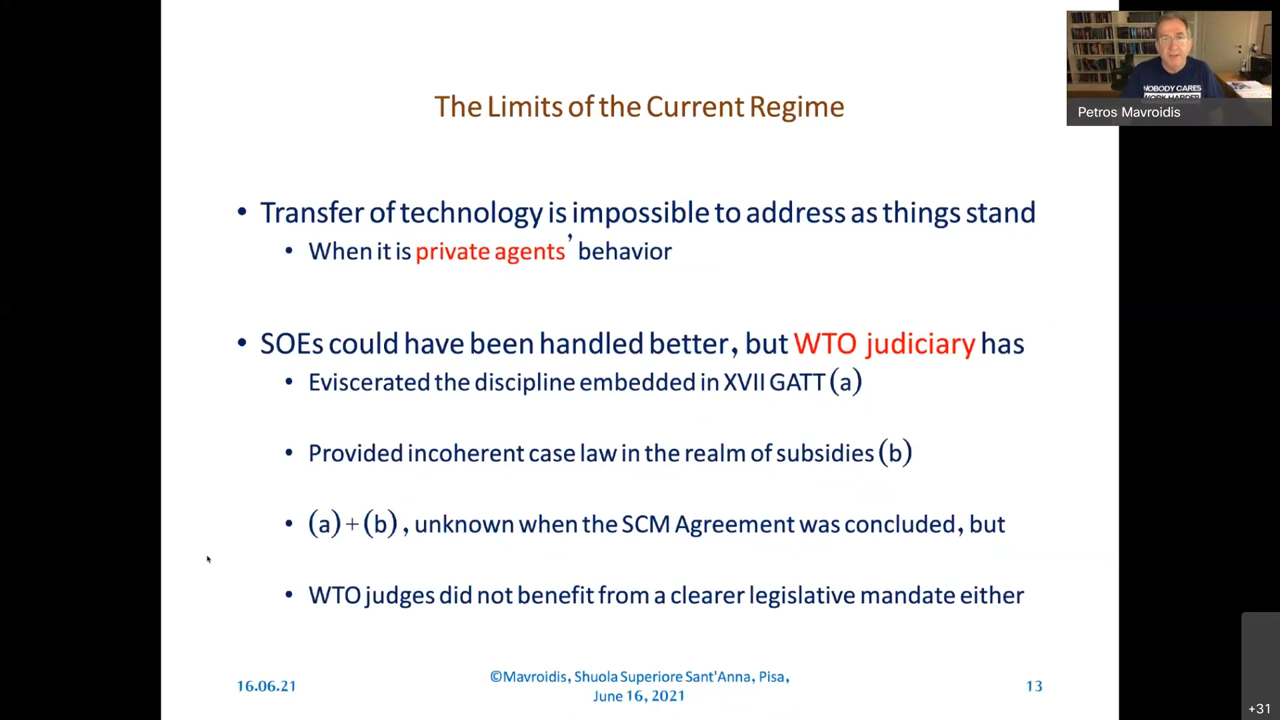 The Limits of the Current Regime
• Transfer of technology is impossible to address as things stand
• When it is private agents’ behavior
• SOEs could have been handled better, but WTO judiciary has
• Eviscerated the discipline embedded in XVII GATT (a)
• Provided incoherent case law in the realm of subsidies (b)
• (a) + (b) , unknown when the SCM Agreement was concluded, but
• WTO judges did not benefit from a clearer legislative mandate either
16.06.21
©Mavroidis, Shuola Superiore Sant'Anna, Pisa,
June 16, 2021
13
NOBODY CARES
WORK HARDER
Petros Mavroidis
+31